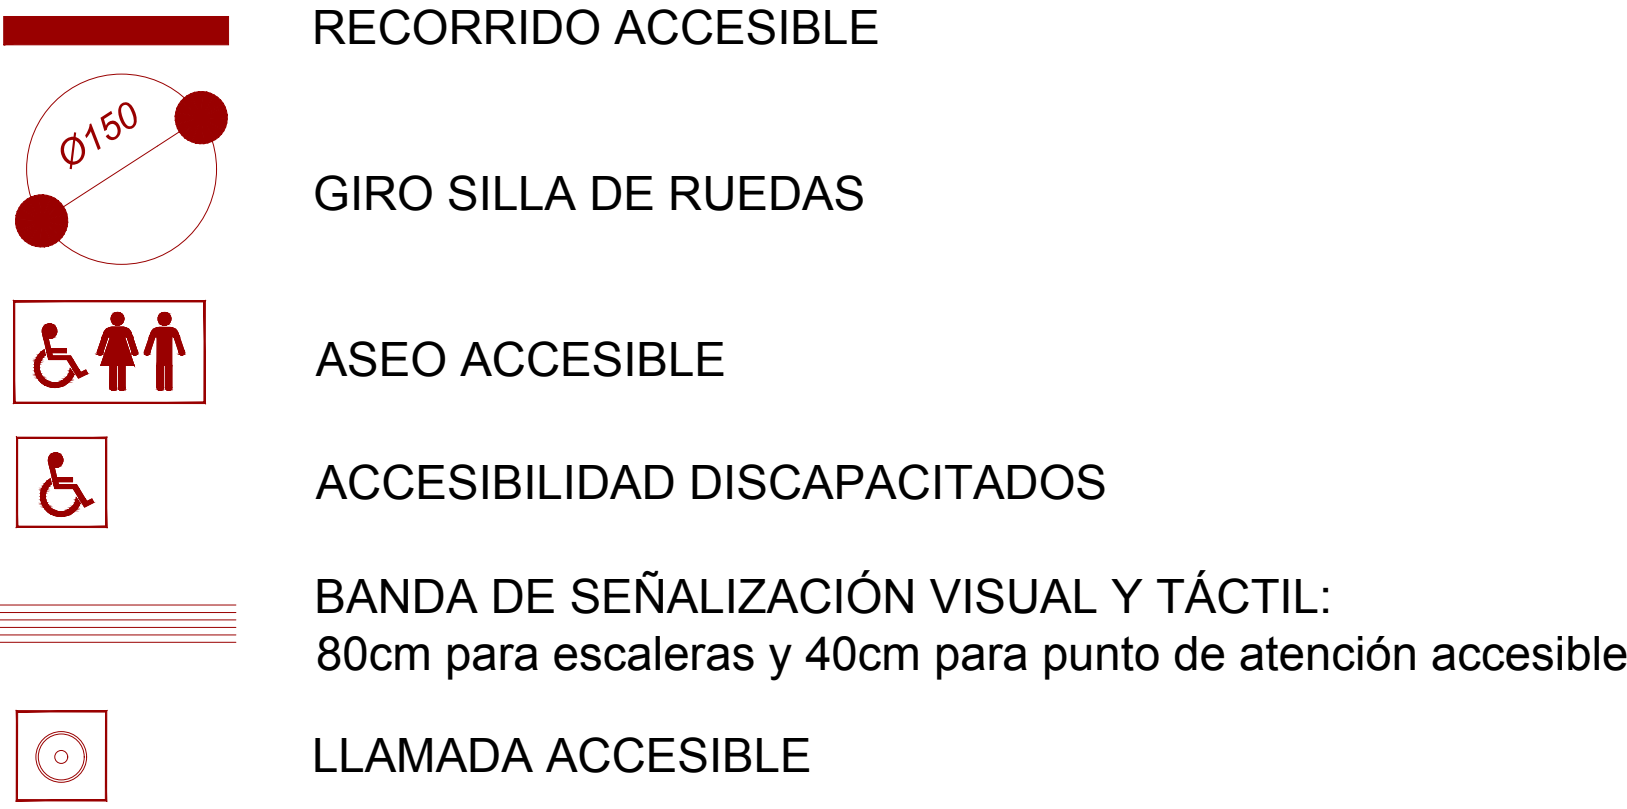 RECORRIDO ACCESIBLE
Ø150
GIRO SILLA DE RUEDAS
ASEO ACCESIBLE
ACCESIBILIDAD DISCAPACITADOS
BANDA DE SEÑALIZACIÓN VISUAL Y TÁCTIL:
80cm para escaleras y 40cm para punto de atención accesible
LLAMADA ACCESIBLE